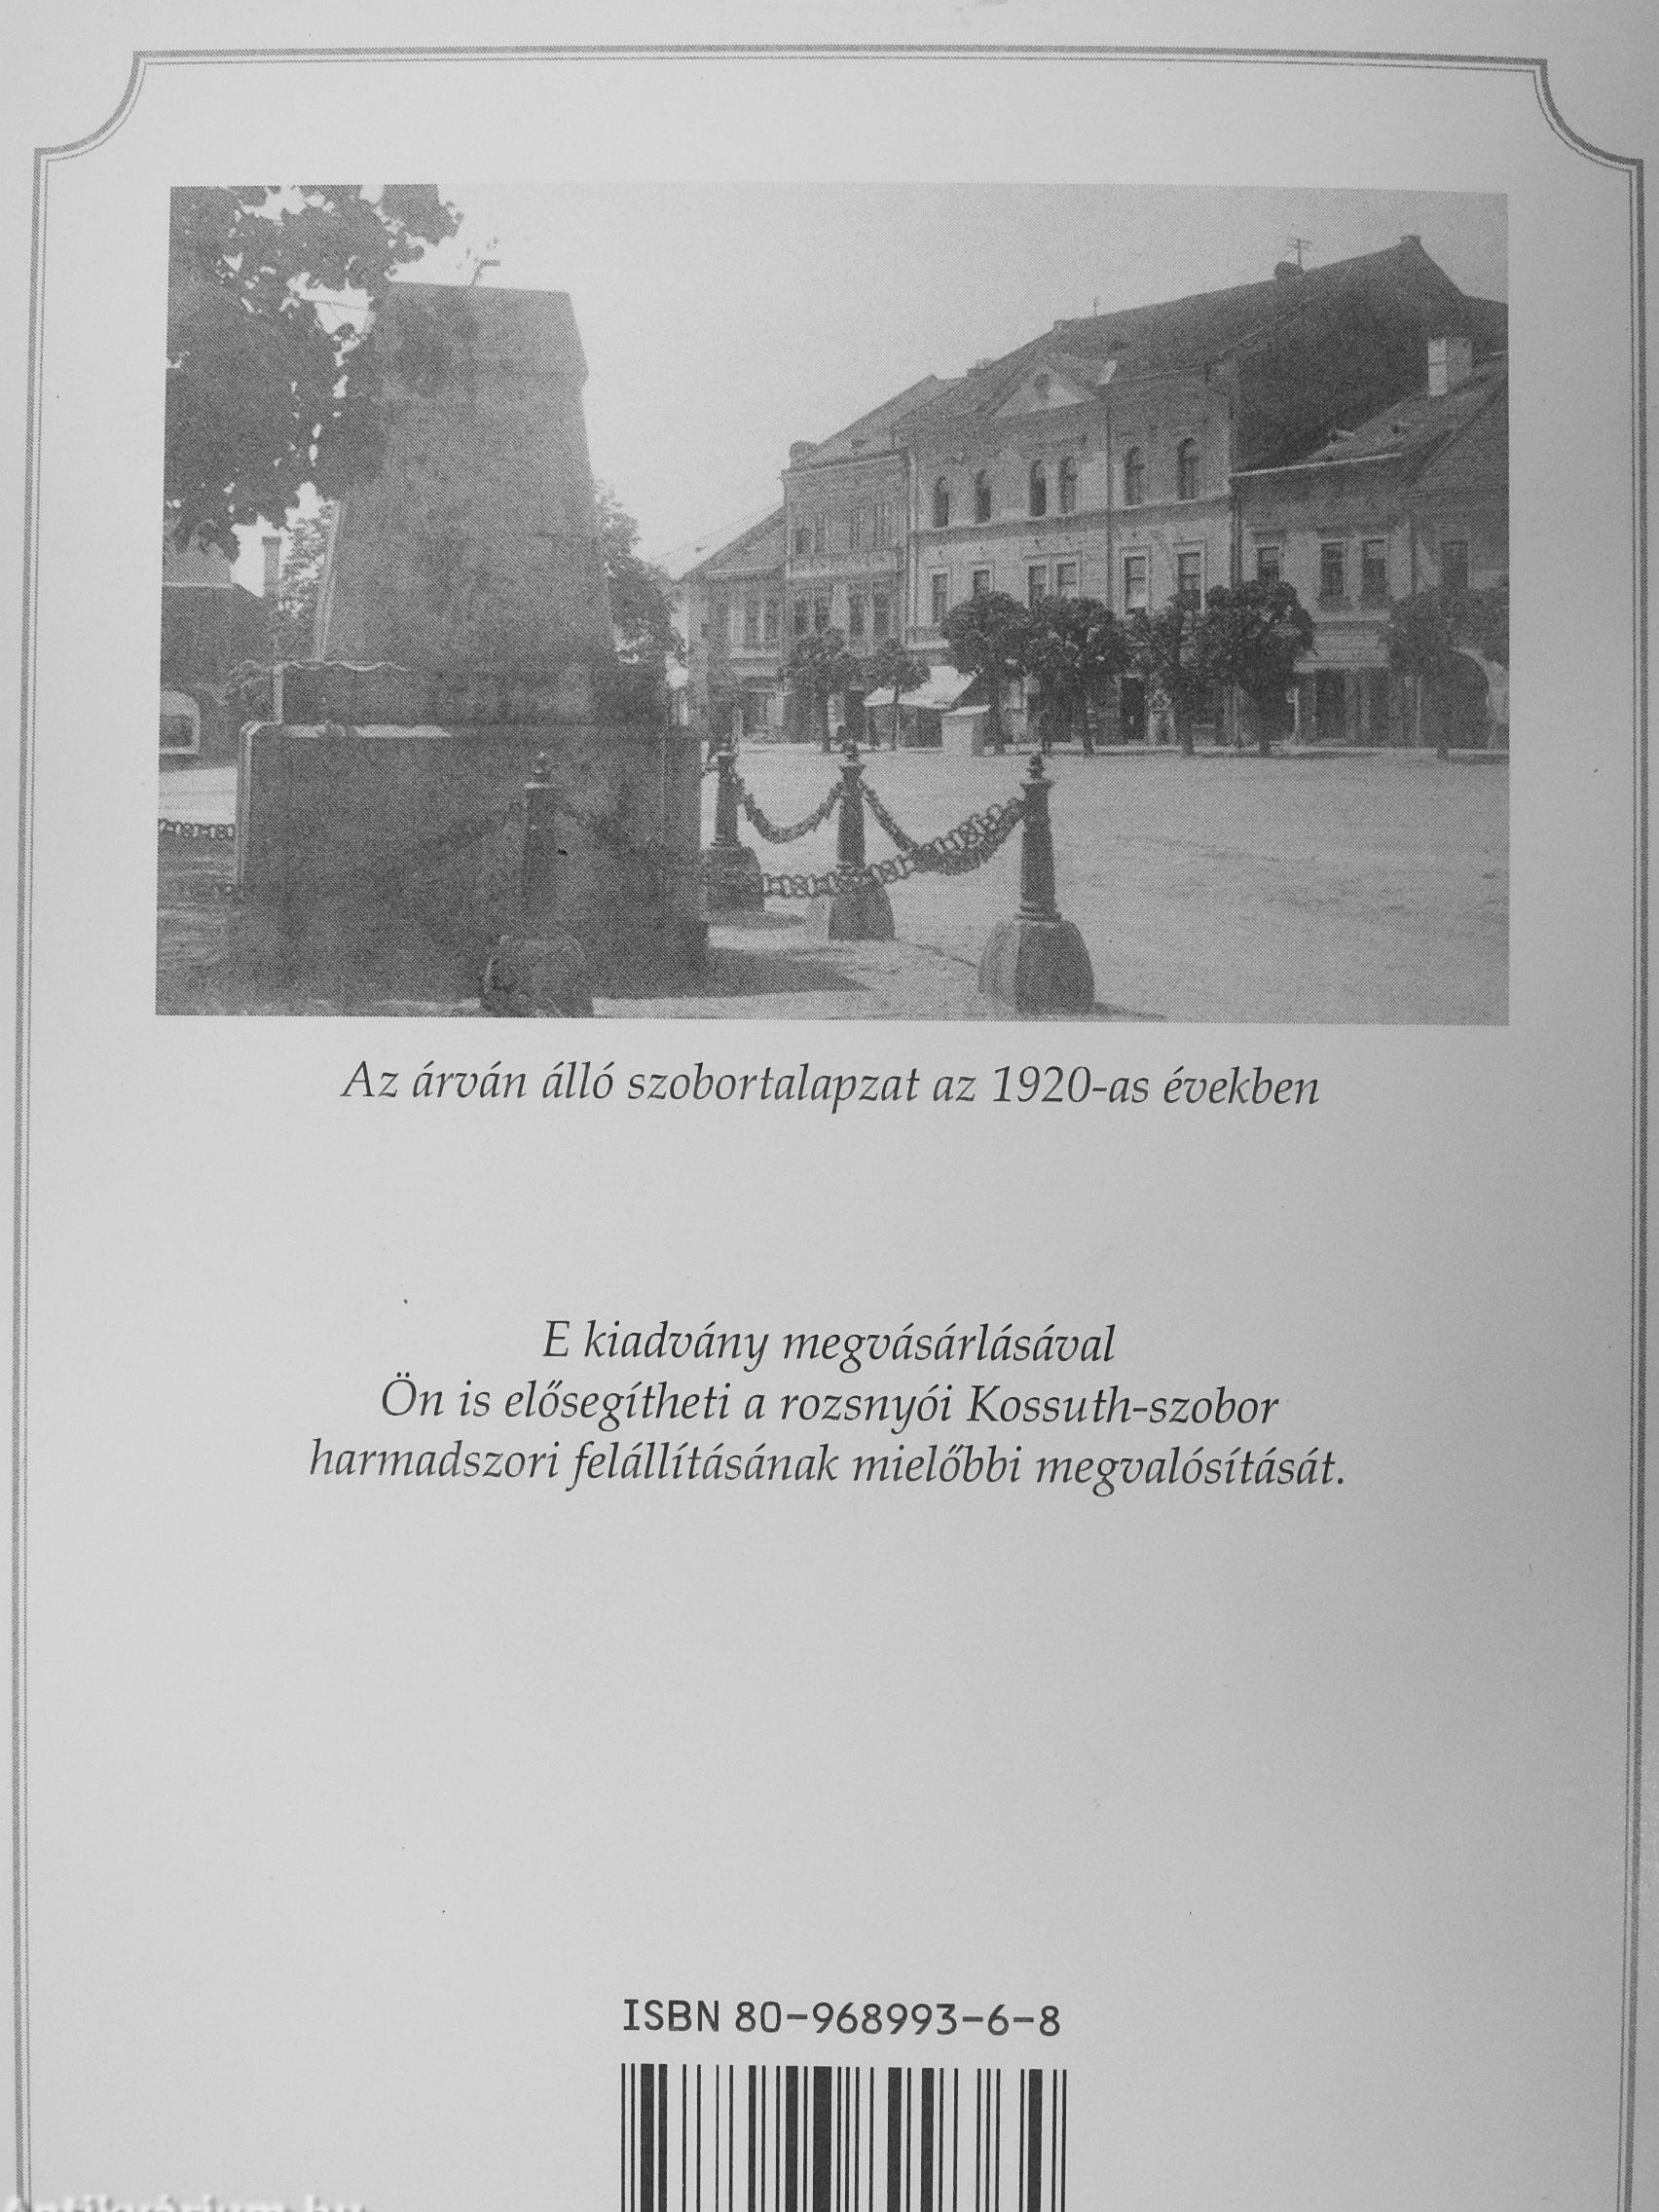 Az árván álló szobortalapzat az 1920-as években
E kiadvány megvásárlásával
Ön is elősegítheti a rozsnyói Kossuth-szobor
harmadszori felállításának mielőbbi megvalósítását.
ISBN 80-968993-6-8